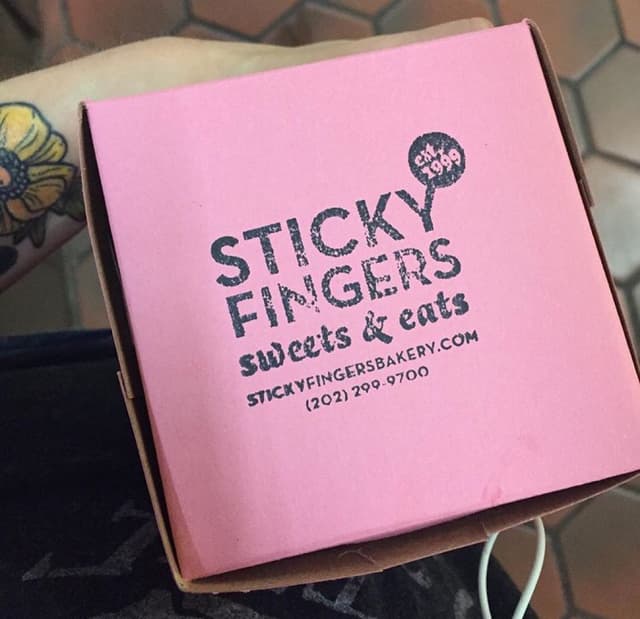 est.
1999
STICKY
FINGERS
sweets & eats
STICKYFINGERSBAKERY.COM
(202) 299-9700